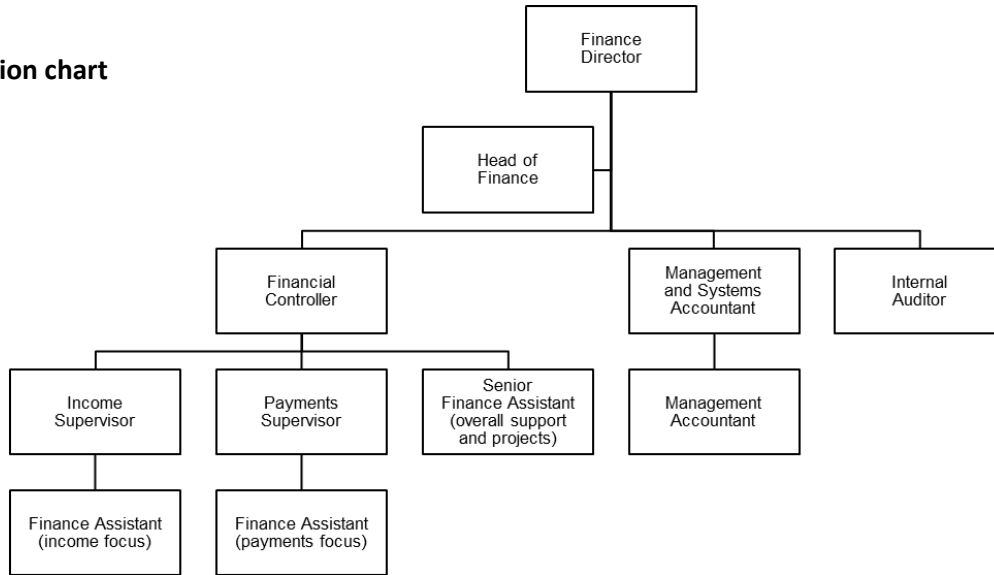 Finance
Director
ion chart
Head of
Finance
Financial
Controller
Management
and Systems
Accountant
Internal
Auditor
Income
Supervisor
Payments
Supervisor
Senior
Finance Assistant
(overall support
and projects)
Management
Accountant
Finance Assistant
(income focus)
Finance Assistant
(payments focus)